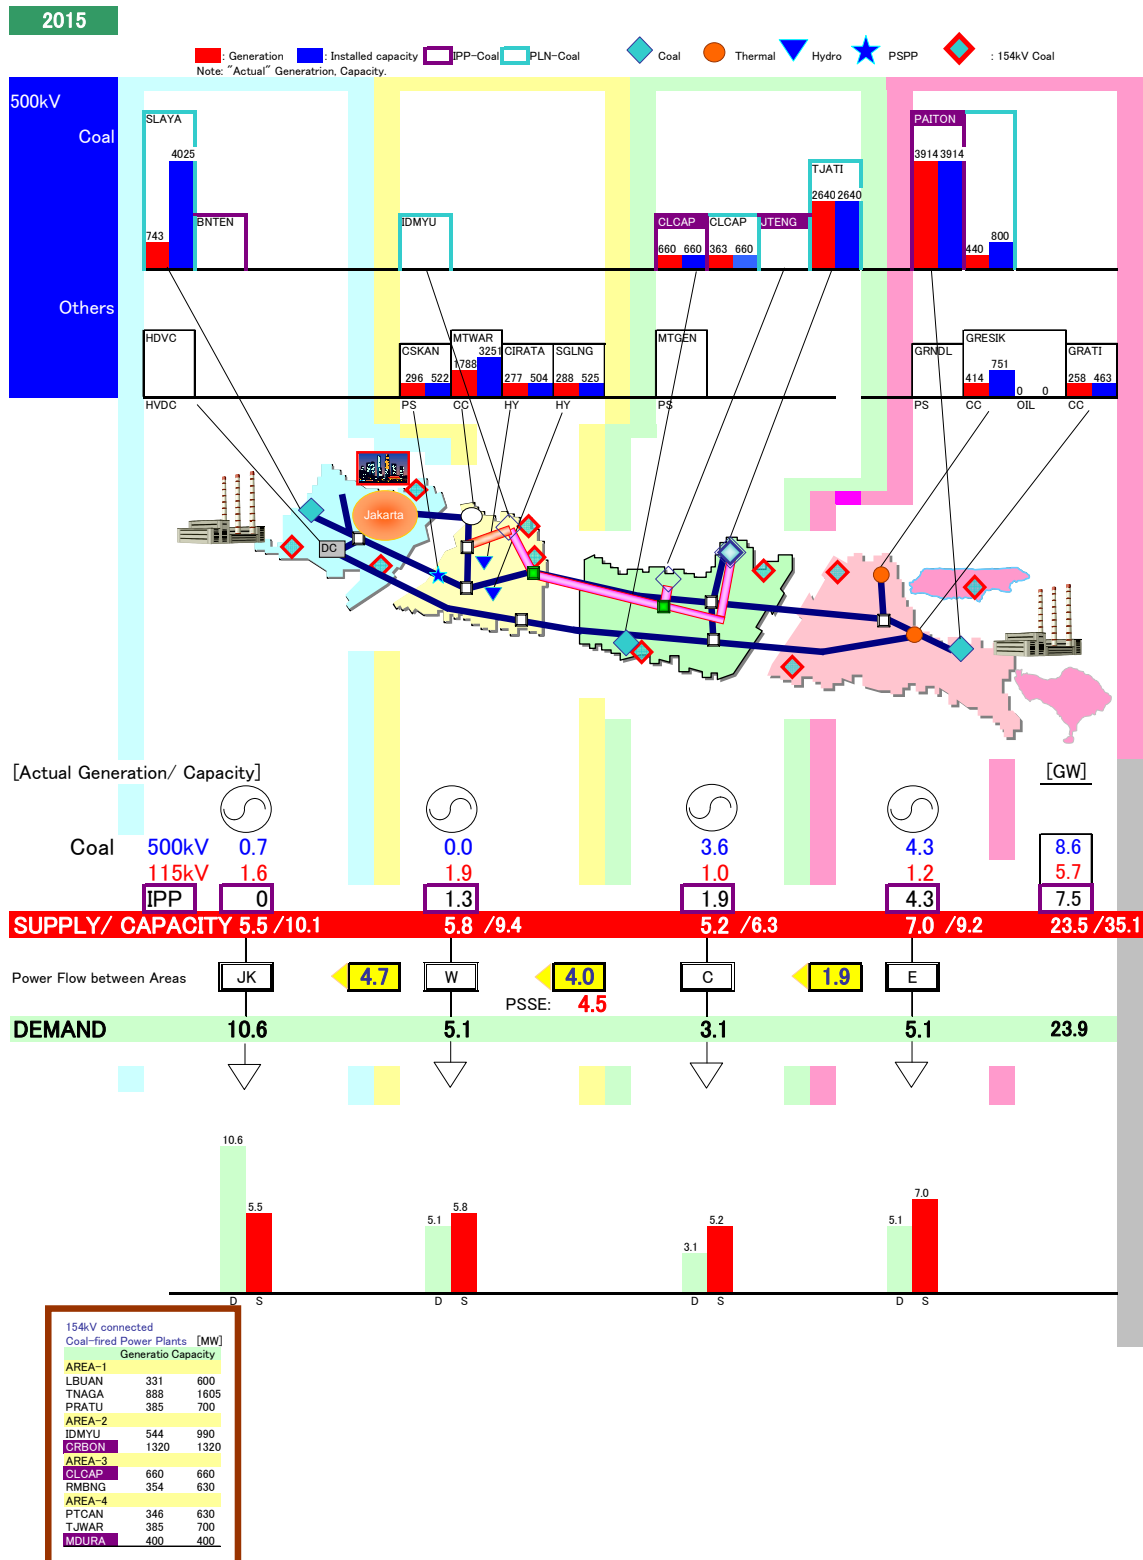 2015
: Generation : Installed capacity IPP-Coal PLN-Coal Coal Thermal Hydro PSPP : 154kV Coal
Note: "Actual" Generatrion, Capacity.
500kV
Coal
SLAYA
4025
743
BNTEN
IDMYU
CLCAP
660 660
CLCAP
363 660
JTENG
TJATI
2640 2640
PAITON
3914 3914
440 800
Others
HDVC
CSKAN
296 522
MTWAR
1788 3251
CIRATA
277 504
SGLNG
288 525
MTGEN
GRNDL
GRESIK
414 751
0 0
GRATI
258 463
HVDC PS CC HY HY PS PS CC OIL CC
Jakarta
DC
[Actual Generation/ Capacity] [GW]
Coal 500kV 0.7 0.0 3.6 4.3 8.6
115kV 1.6 1.9 1.0 1.2 5.7
IPP 0 1.3 1.9 4.3 7.5
SUPPLY/ CAPACITY 5.5 /10.1 5.8 /9.4 5.2 /6.3 7.0 /9.2 23.5 /35.1
Power Flow between Areas JK 4.7 W 4.0 C 1.9 E
PSSE: 4.5
DEMAND 10.6 5.1 3.1 5.1 23.9
10.6 5.5 5.1 5.8 3.1 5.2 5.1 7.0
D S D S D S D S
154kV connected
Coal-fired Power Plants [MW]
Generatio Capacity
AREA-1
LBUAN 331 600
TNAGA 888 1605
PRATU 385 700
AREA-2
IDMYU 544 990
CRBON 1320 1320
AREA-3
CLCAP 660 660
RMBNG 354 630
AREA-4
PTCAN 346 630
TJWAR 385 700
MDURA 400 400